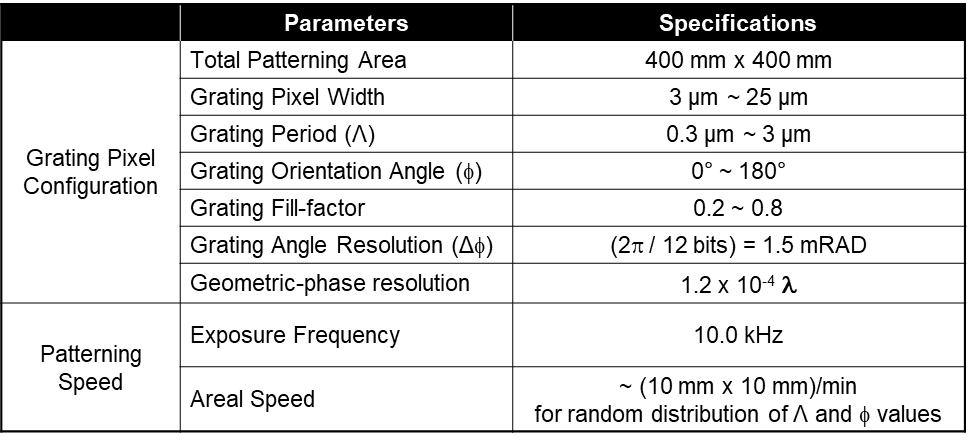 Parameters Specifications
Grating Pixel Configuration
Total Patterning Area 400 mm x 400 mm
Grating Pixel Width 3 µm ~ 25 µm
Grating Period (Λ) 0.3 µm ~ 3 µm
Grating Orientation Angle (ϕ) 0° ~ 180°
Grating Fill-factor 0.2 ~ 0.8
Grating Angle Resolution (Δϕ) (2π / 12 bits) = 1.5 mRAD
Geometric-phase resolution 1.2 x 10⁻⁴ λ
Patterning Speed
Exposure Frequency 10.0 kHz
Areal Speed ~ (10 mm x 10 mm)/min
for random distribution of Λ and ϕ values